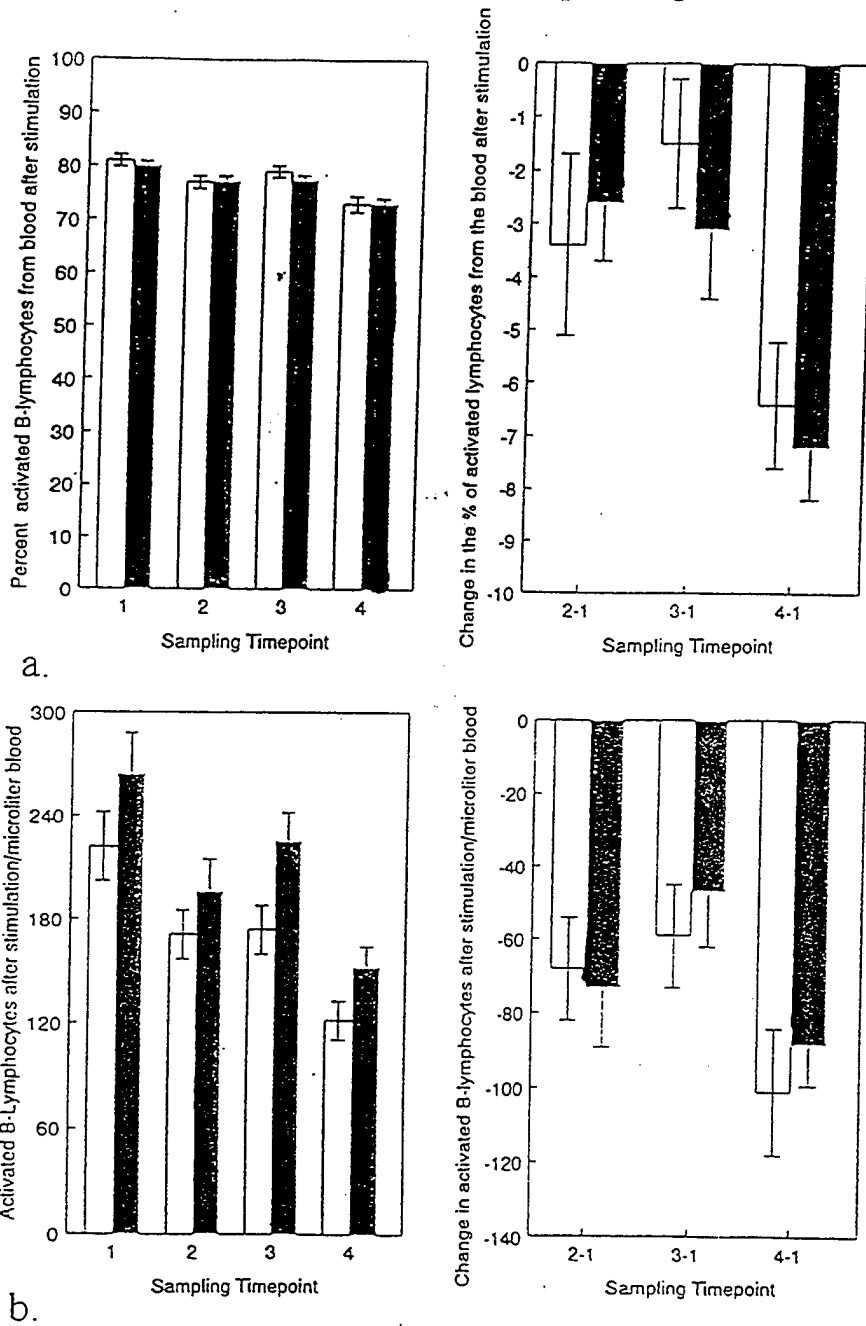 Percent activated B-lymphocytes from blood after stimulation
100
90
80
70
60
50
40
30
20
10
0
1 2 3 4
Sampling Timepoint
Change in the % of activated lymphocytes from the blood after stimulation
0
-1
-2
-3
-4
-5
-6
-7
-8
-9
-10
2-1 3-1 4-1
Sampling Timepoint
a.
Activated B-Lymphocytes after stimulation/microliter blood
300
240
180
120
60
0
1 2 3 4
Sampling Timepoint
Change in activated B-lymphocytes after stimulation/microliter blood
0
-20
-40
-60
-80
-100
-120
-140
2-1 3-1 4-1
Sampling Timepoint
b.